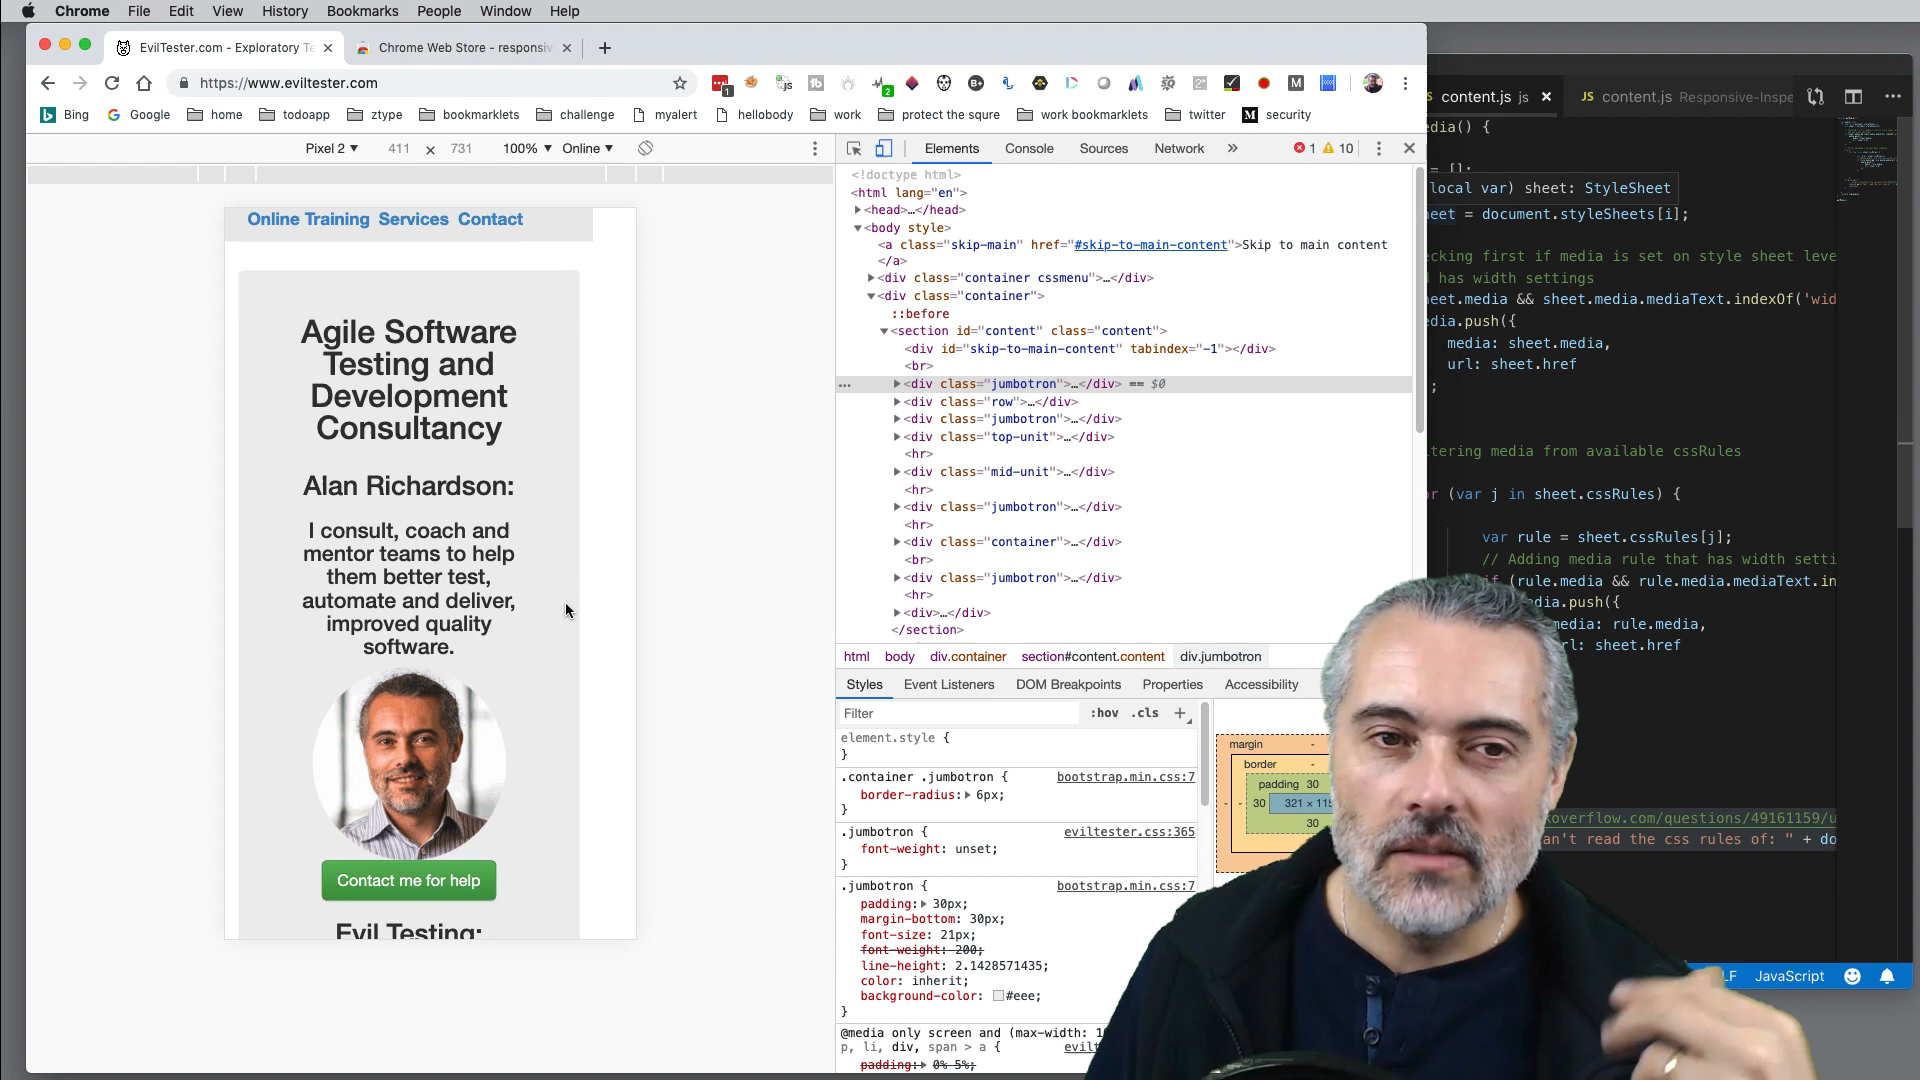 Chrome File Edit View History Bookmarks People Window Help
EvilTester.com - Exploratory Te
Chrome Web Store - responsiv
https://www.eviltester.com
Bing Google home todoapp ztype bookmarklets challenge myalert hellobody work protect the squre work bookmarklets twitter security
Pixel 2 411 × 731 100% Online
Online Training Services Contact
Agile Software
Testing and
Development
Consultancy
Alan Richardson:
I consult, coach and
mentor teams to help
them better test,
automate and deliver,
improved quality
software.
Contact me for help
Evil Testing:
Elements Console Sources Network » 1 10
<!doctype html>
<html lang="en">
<head>…</head>
<body style>
<a class="skip-main" href="#skip-to-main-content">Skip to main content
</a>
<div class="container cssmenu">…</div>
<div class="container">
::before
<section id="content" class="content">
<div id="skip-to-main-content" tabindex="-1"></div>
<br>
… <div class="jumbotron">…</div> == $0
<div class="row">…</div>
<div class="jumbotron">…</div>
<div class="top-unit">…</div>
<hr>
<div class="mid-unit">…</div>
<hr>
<div class="jumbotron">…</div>
<hr>
<div class="container">…</div>
<br>
<div class="jumbotron">…</div>
<hr>
<div>…</div>
</section>
html body div.container section#content.content div.jumbotron
Styles Event Listeners DOM Breakpoints Properties Accessibility
Filter :hov .cls +
element.style {
}
.container .jumbotron { bootstrap.min.css:7
border-radius: 6px;
}
.jumbotron { eviltester.css:365
font-weight: unset;
}
.jumbotron { bootstrap.min.css:7
padding: 30px;
margin-bottom: 30px;
font-size: 21px;
font-weight: 200;
line-height: 2.1428571435;
color: inherit;
background-color: #eee;
}
@media only screen and (max-width: 1
p, li, div, span > a { evilt
padding: 0% 5%;
margin -
border -
padding 30
- - 30 321 × 115
30
content.js js
JS content.js Responsive-Inspe
dia() {
= [];
local var) sheet: StyleSheet
eet = document.styleSheets[i];
cking first if media is set on style sheet leve
has width settings
eet.media && sheet.media.mediaText.indexOf('wid
dia.push({
media: sheet.media,
url: sheet.href
;
tering media from available cssRules
r (var j in sheet.cssRules) {
var rule = sheet.cssRules[j];
// Adding media rule that has width setti
if (rule.media && rule.media.mediaText.in
dia.push({
media: rule.media,
rl: sheet.href
koverflow.com/questions/49161159/u
an't read the css rules of: " + do
LF JavaScript